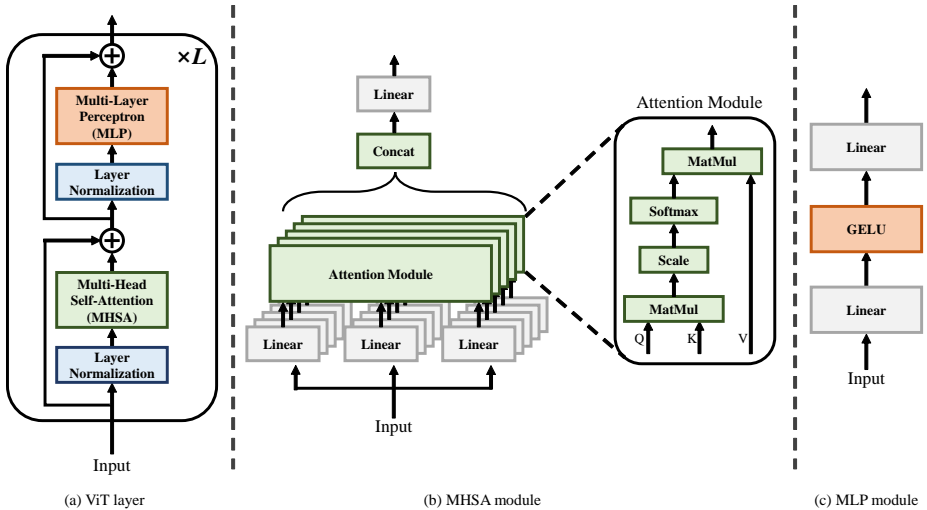 ×L
Multi-Layer
Perceptron
(MLP)
Layer
Normalization
Multi-Head
Self-Attention
(MHSA)
Layer
Normalization
Input
(a) ViT layer
Linear
Concat
Attention Module
Linear
Linear
Linear
Input
(b) MHSA module
Attention Module
MatMul
Softmax
Scale
MatMul
Q K V
Linear
GELU
Linear
Input
(c) MLP module